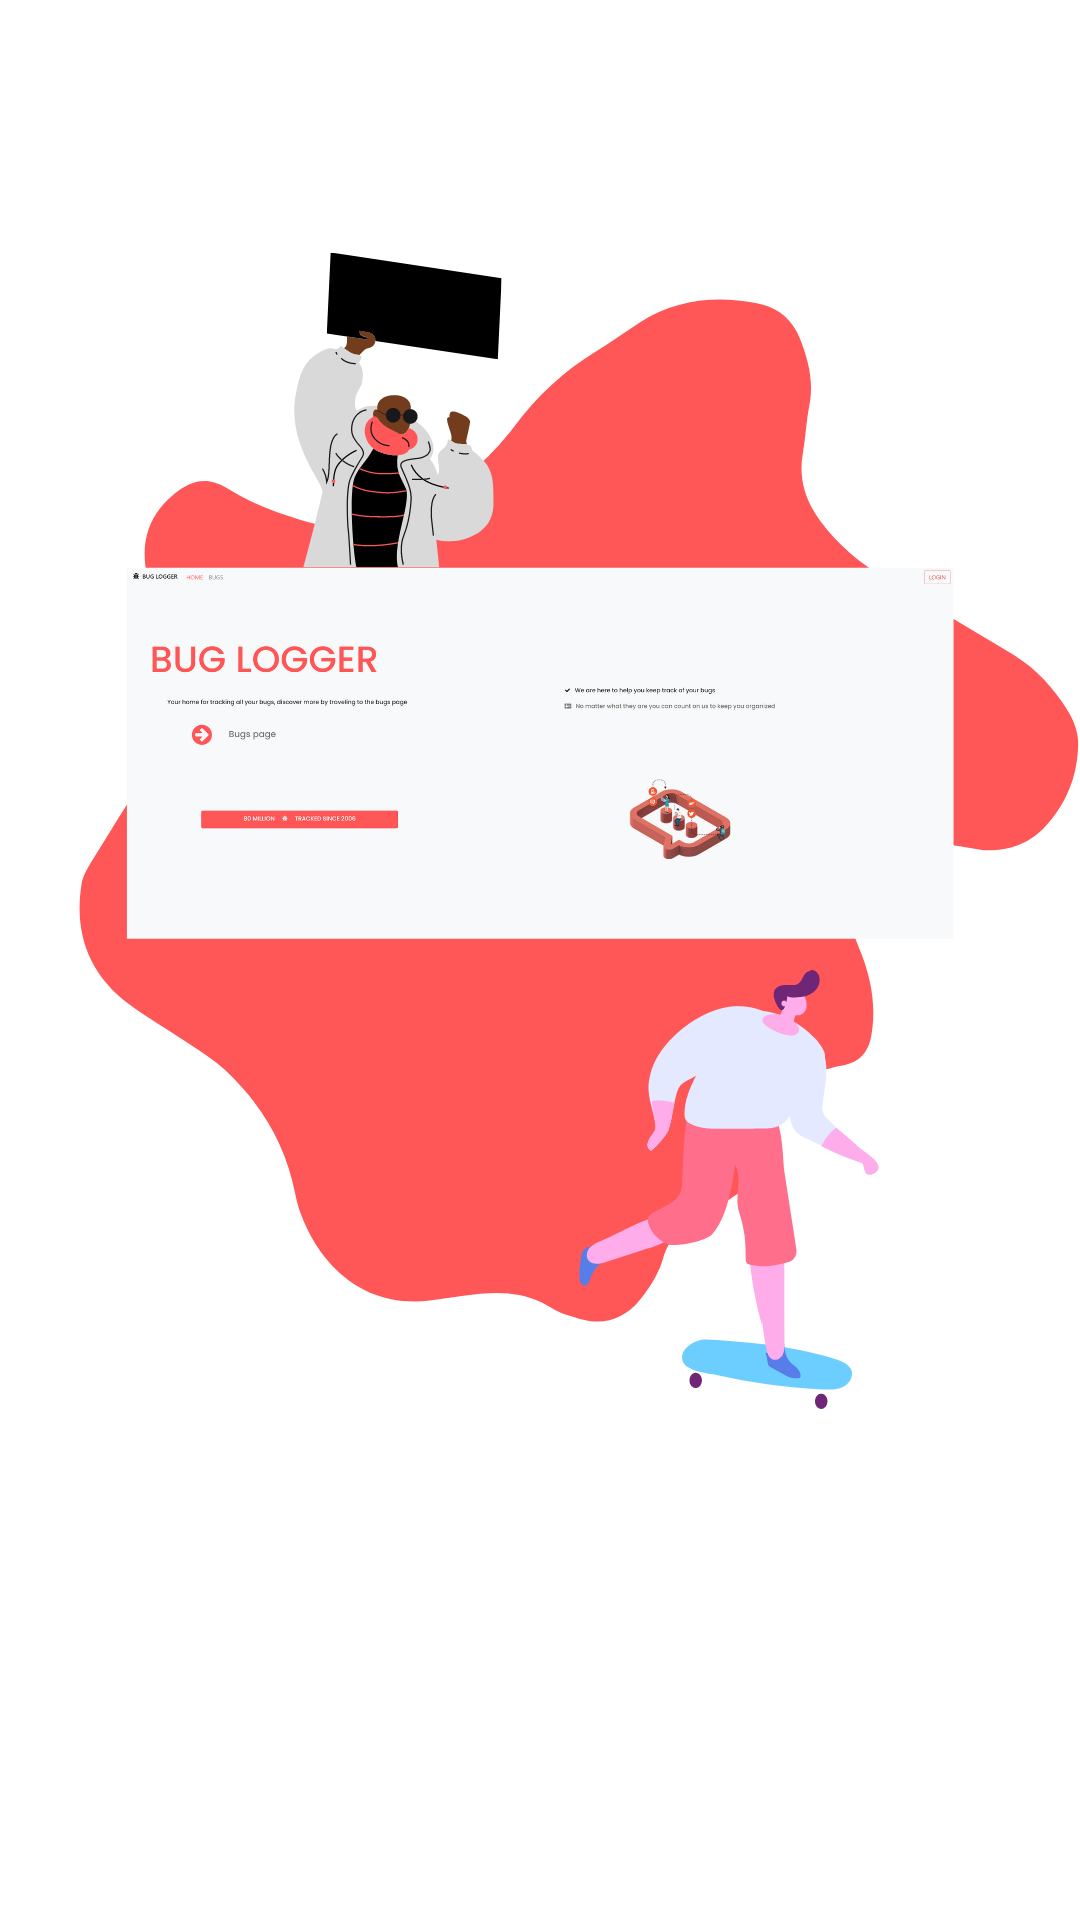 BUG LOGGER HOME BUGS LOGIN
BUG LOGGER
Your home for tracking all your bugs, discover more by traveling to the bugs page
Bugs page
80 MILLION TRACKED SINCE 2006
We are here to help you keep track of your bugs
No matter what they are you can count on us to keep you organized